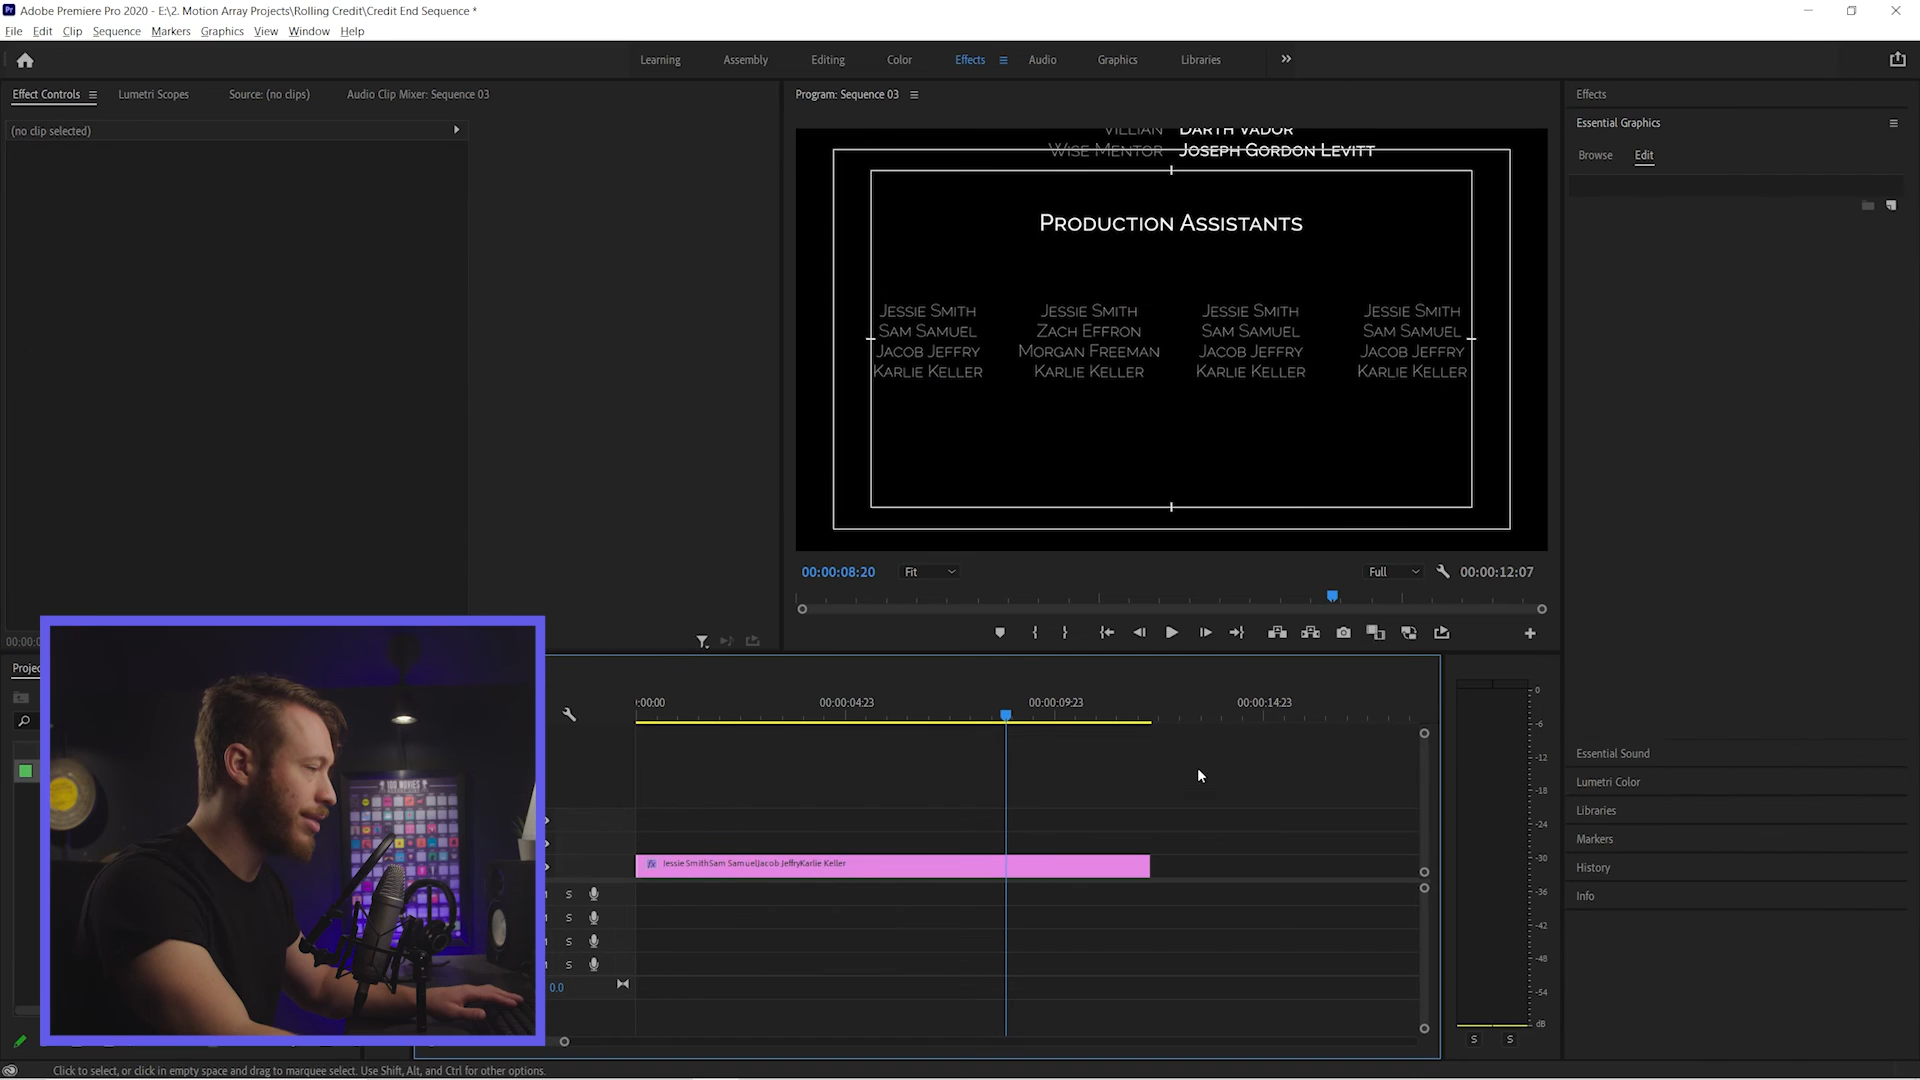 Adobe Premiere Pro 2020 - E:\2. Motion Array Projects\Rolling Credit\Credit End Sequence *
File Edit Clip Sequence Markers Graphics View Window Help
Learning Assembly Editing Color Effects Audio Graphics Libraries
Effect Controls Lumetri Scopes Source: (no clips) Audio Clip Mixer: Sequence 03
(no clip selected)
Program: Sequence 03
VILLIAN DARTH VADOR
WISE MENTOR JOSEPH GORDON LEVITT
PRODUCTION ASSISTANTS
JESSIE SMITH JESSIE SMITH JESSIE SMITH JESSIE SMITH
SAM SAMUEL ZACH EFFRON SAM SAMUEL SAM SAMUEL
JACOB JEFFRY MORGAN FREEMAN JACOB JEFFRY JACOB JEFFRY
KARLIE KELLER KARLIE KELLER KARLIE KELLER KARLIE KELLER
00:00:08:20 Fit Full 00:00:12:07
Effects
Essential Graphics
Browse Edit
Essential Sound
Lumetri Color
Libraries
Markers
History
Info
00:00:0
Projec
:00:00 00:00:04:23 00:00:09:23 00:00:14:23
Jessie SmithSam SamuelJacob JeffryKarlie Keller
S
S
S
S
0.0
100 MOVIES
0
-6
-12
-18
-24
-30
-36
-42
-48
-54
dB
S S
Click to select, or click in empty space and drag to marquee select. Use Shift, Alt, and Ctrl for other options.